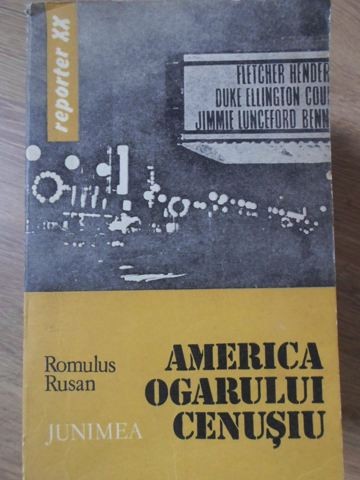 reporter XX
FLETCHER HENDER
DUKE ELLINGTON COU
JIMMIE LUNCEFORD BENN
Romulus
Rusan
AMERICA
OGARULUI
CENUȘIU
JUNIMEA